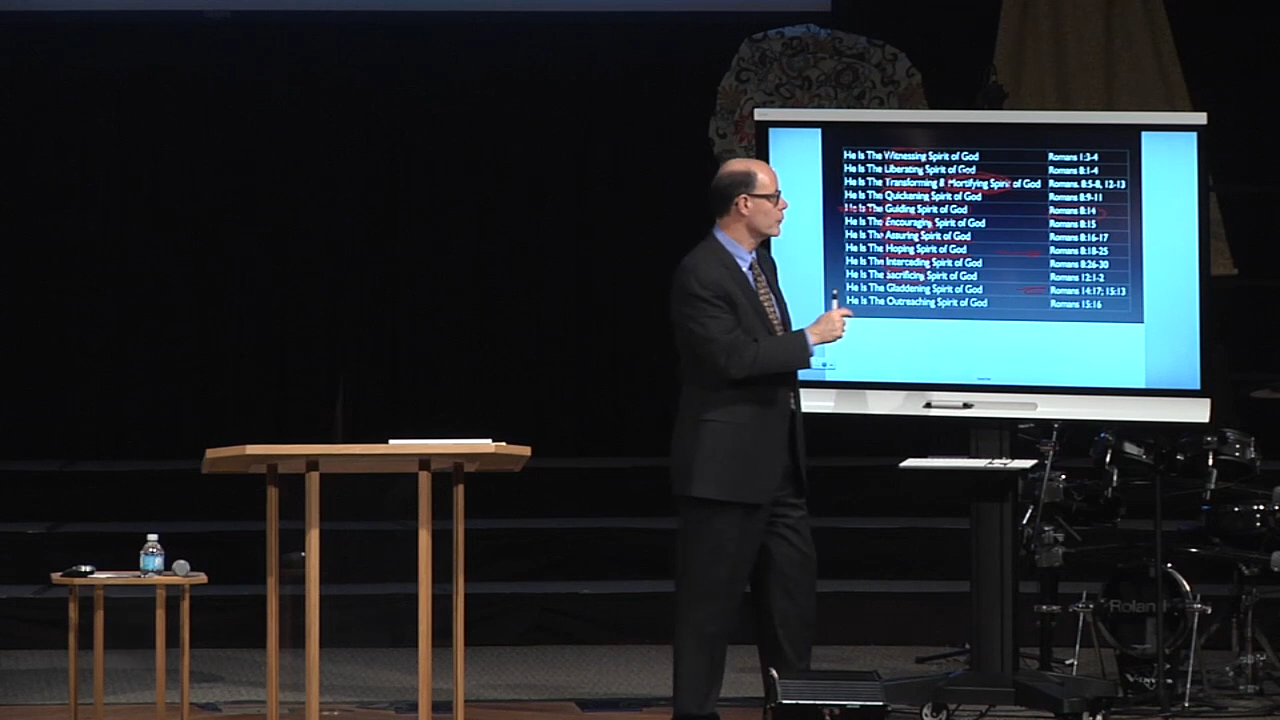 He Is The Witnessing Spirit of God Romans 1:3-4
He Is The Liberating Spirit of God Romans 8:1-4
He Is The Transforming & Mortifying Spirit of God Romans. 8:5-8, 12-13
He Is The Quickening Spirit of God Romans 8:9-11
He Is The Guiding Spirit of God Romans 8:14
He Is The Encouraging Spirit of God Romans 8:15
He Is The Assuring Spirit of God Romans 8:16-17
He Is The Hoping Spirit of God Romans 8:18-25
He Is The Interceding Spirit of God Romans 8:26-30
He Is The Sacrificing Spirit of God Romans 12:1-2
He Is The Gladdening Spirit of God Romans 14:17; 15:13
He Is The Outreaching Spirit of God Romans 15:16
Roland